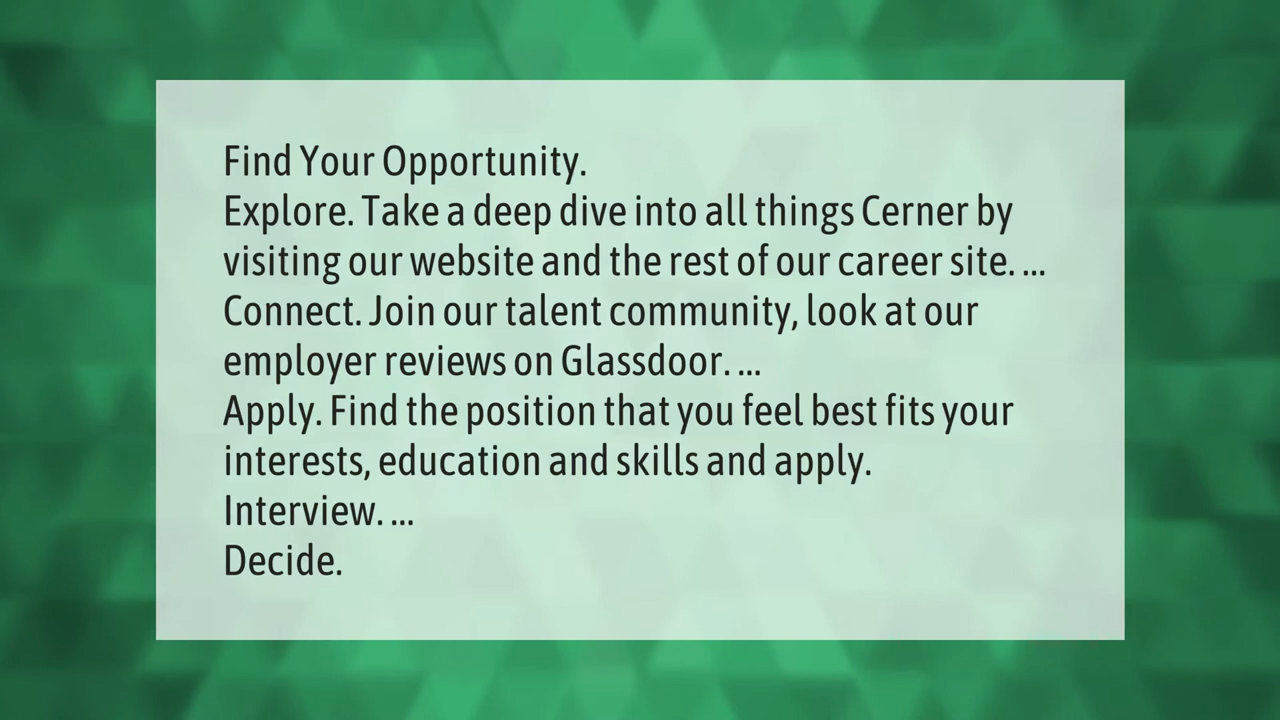 Find Your Opportunity.
Explore. Take a deep dive into all things Cerner by
visiting our website and the rest of our career site. ...
Connect. Join our talent community, look at our
employer reviews on Glassdoor. ...
Apply. Find the position that you feel best fits your
interests, education and skills and apply.
Interview. ...
Decide.